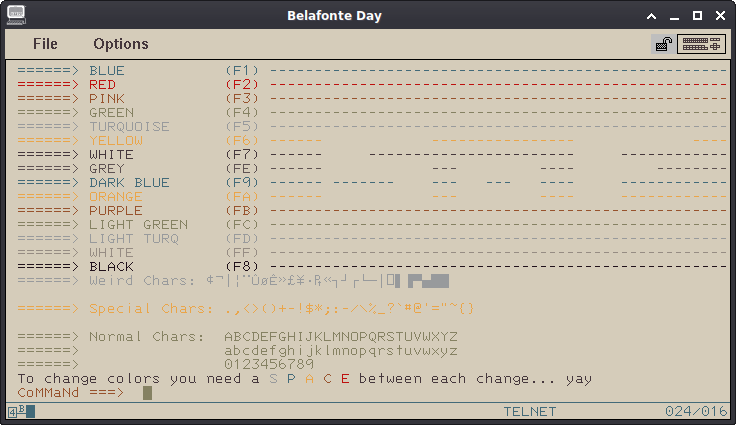 Belafonte Day
File Options
======> BLUE (F1) -----------------------------------------------------
======> RED (F2) -----------------------------------------------------
======> PINK (F3) -----------------------------------------------------
======> GREEN (F4) -----------------------------------------------------
======> TURQUOISE (F5) -----------------------------------------------------
======> YELLOW (F6) ------ ------------- ----
======> WHITE (F7) ------ ------------------------ ------------
======> GREY (FE) ------ --- --- ------------
======> DARK BLUE (F9) ---- ------- --- --- ---- ------------
======> ORANGE (FA) ------ --- --- ---- ------------
======> PURPLE (FB) -----------------------------------------------------
======> LIGHT GREEN (FC) -----------------------------------------------------
======> LIGHT TURQ (FD) -----------------------------------------------------
======> WHITE (FF) -----------------------------------------------------
======> BLACK (F8) -----------------------------------------------------
======> Weird Chars:
======> Special Chars: .,<>()+-!$*;:-/\%_?`#@'="~{}
======> Normal Chars: ABCDEFGHIJKLMNOPQRSTUVWXYZ
======> abcdefghijklmnopqrstuvwxyz
======> 0123456789
To change colors you need a S P A C E between each change... yay
CoMMaNd ===>
4 B TELNET 024/016